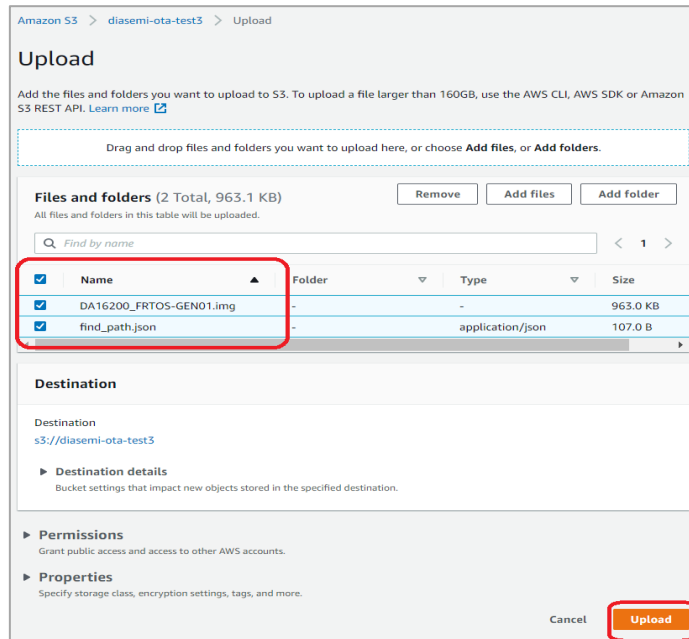 Amazon S3 > diasemi-ota-test3 > Upload
Upload
Add the files and folders you want to upload to S3. To upload a file larger than 160GB, use the AWS CLI, AWS SDK or Amazon
S3 REST API. Learn more
Drag and drop files and folders you want to upload here, or choose Add files, or Add folders.
Files and folders (2 Total, 963.1 KB)
All files and folders in this table will be uploaded.
Remove
Add files
Add folder
Find by name
< 1 >
Name Folder Type Size
DA16200_FRTOS-GEN01.img - - 963.0 KB
find_path.json - application/json 107.0 B
Destination
Destination
s3://diasemi-ota-test3
Destination details
Bucket settings that impact new objects stored in the specified destination.
Permissions
Grant public access and access to other AWS accounts.
Properties
Specify storage class, encryption settings, tags, and more.
Cancel
Upload